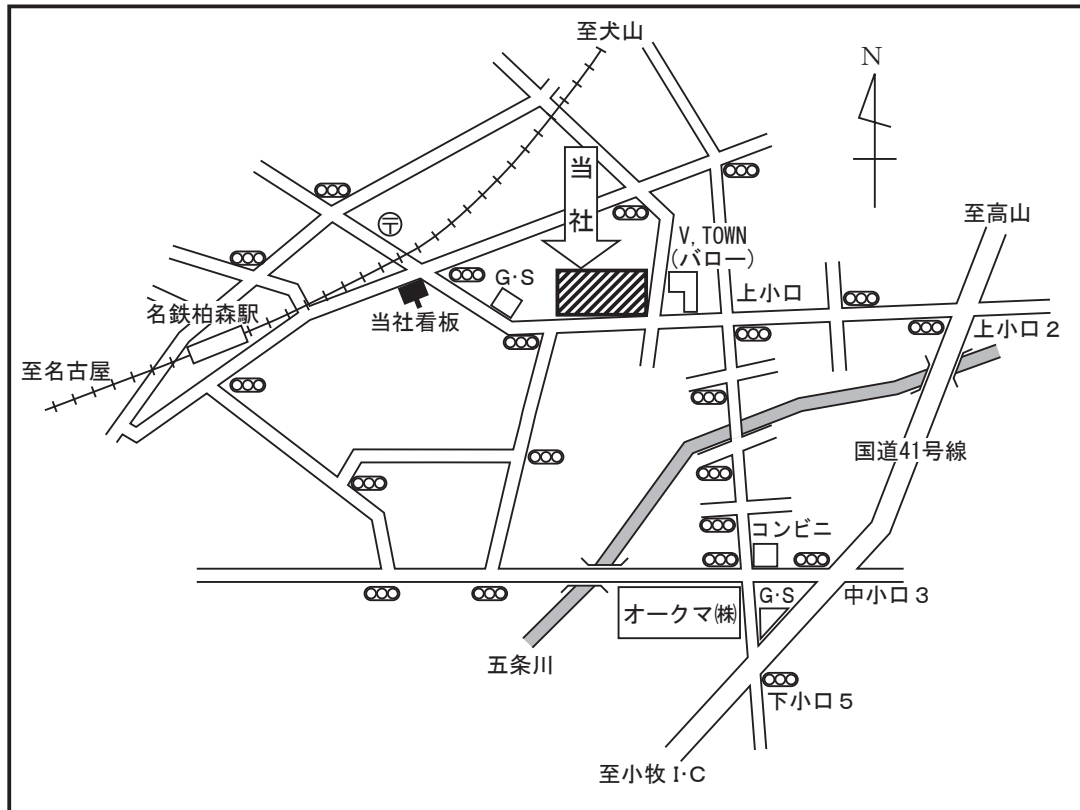 至犬山
N
当
社
至高山
〒
V, TOWN
(バロー)
G·S
上小口
当社看板
名鉄柏森駅
上小口2
至名古屋
国道41号線
コンビニ
G·S
中小口3
オークマ㈱
五条川
下小口5
至小牧 I·C